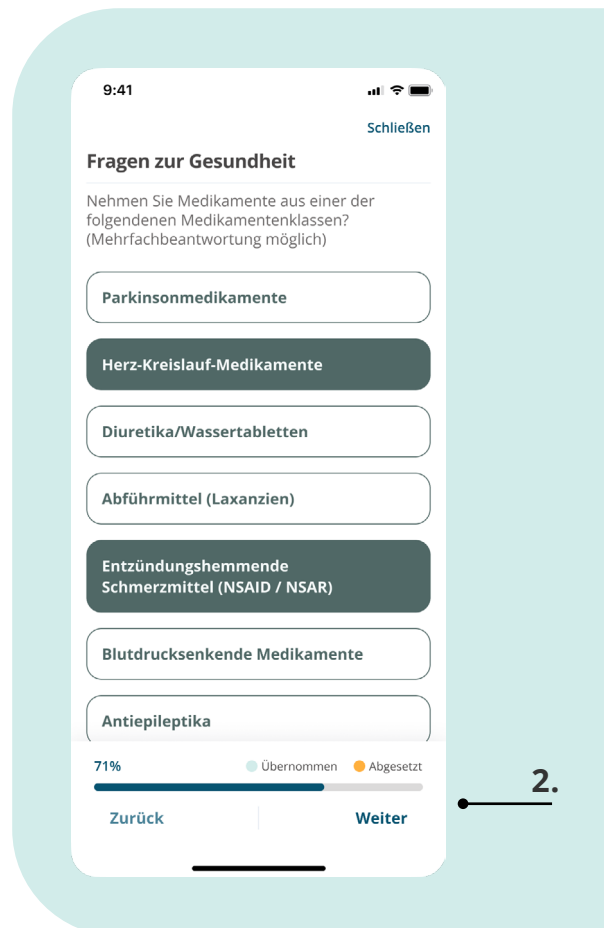 9:41
Schließen
Fragen zur Gesundheit
Nehmen Sie Medikamente aus einer der
folgendenen Medikamentenklassen?
(Mehrfachbeantwortung möglich)
Parkinsonmedikamente
Herz-Kreislauf-Medikamente
Diuretika/Wassertabletten
Abführmittel (Laxanzien)
Entzündungshemmende
Schmerzmittel (NSAID / NSAR)
Blutdrucksenkende Medikamente
Antiepileptika
71% Übernommen Abgesetzt
2.
Zurück Weiter